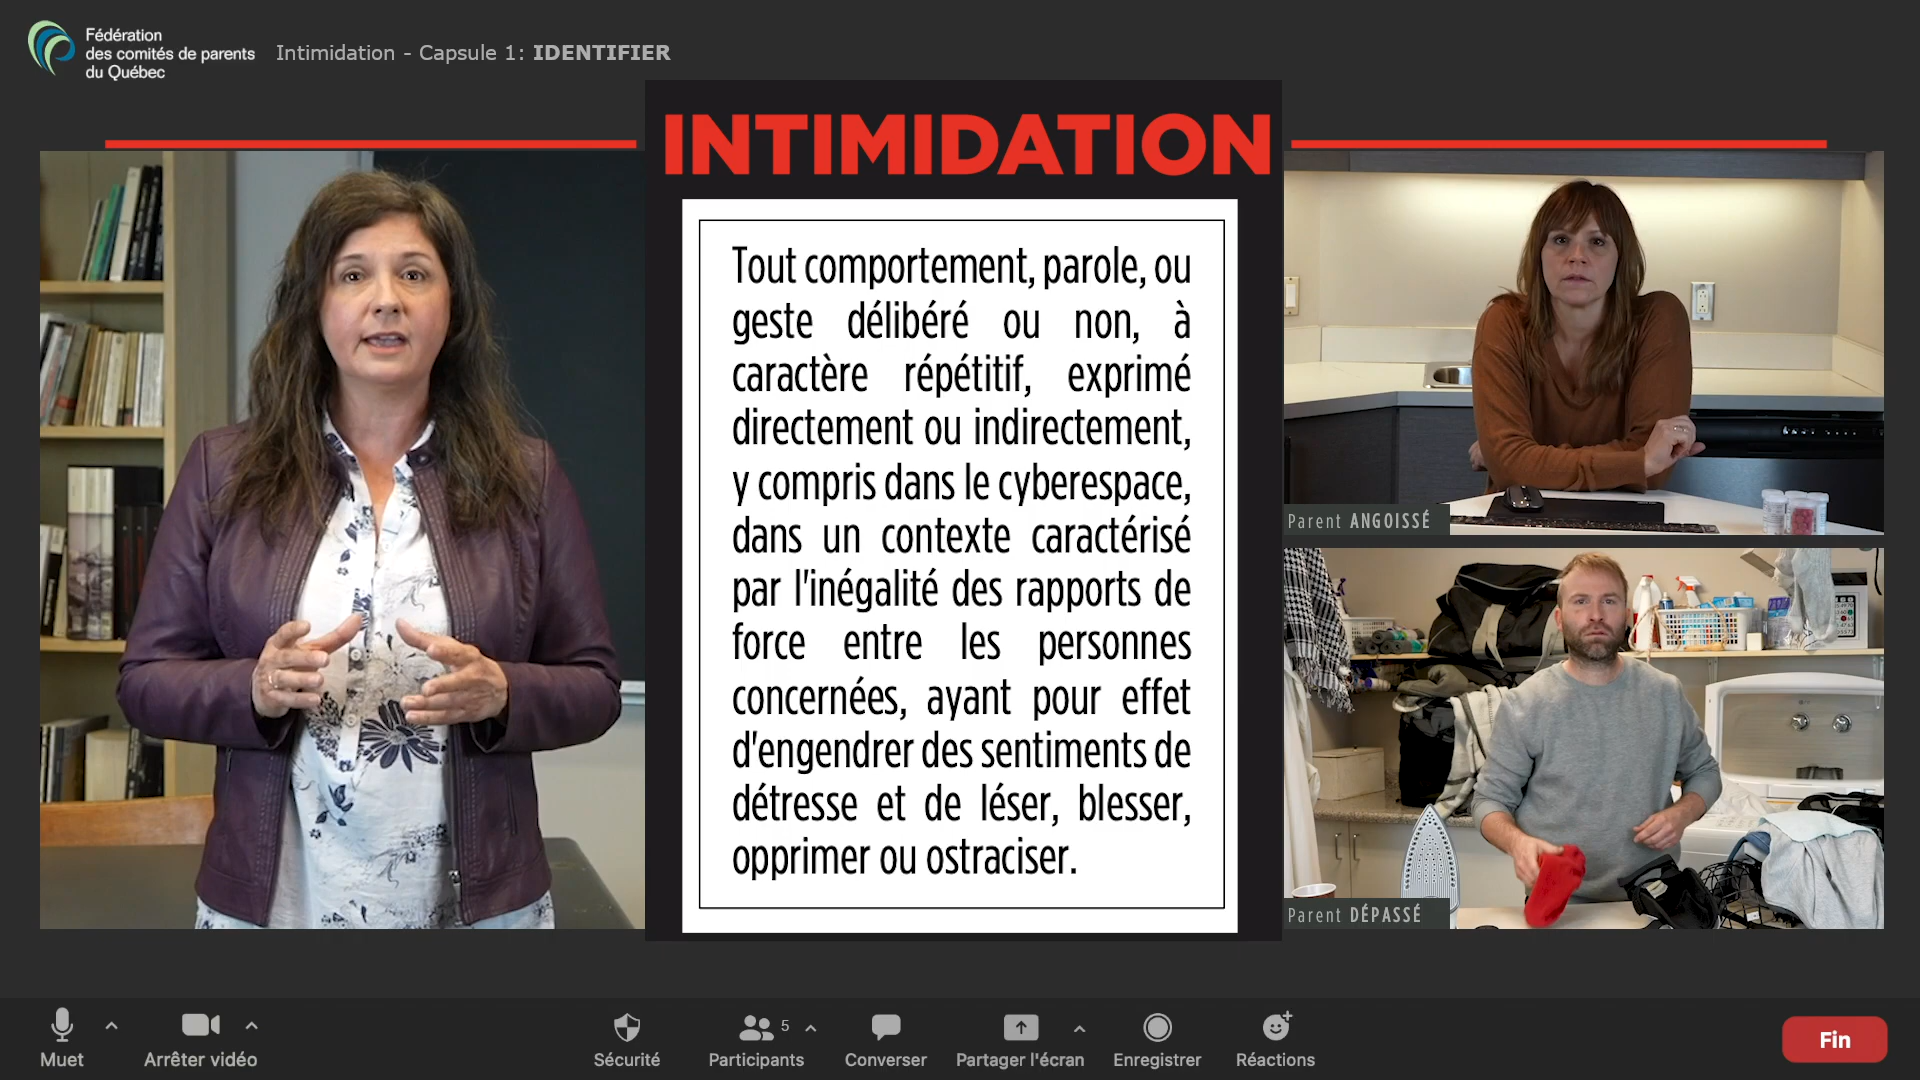 Fédération
des comités de parents
du Québec
Intimidation - Capsule 1: IDENTIFIER
INTIMIDATION
Tout comportement, parole, ou
geste délibéré ou non, à
caractère répétitif, exprimé
directement ou indirectement,
y compris dans le cyberespace,
dans un contexte caractérisé
par l'inégalité des rapports de
force entre les personnes
concernées, ayant pour effet
d'engendrer des sentiments de
détresse et de léser, blesser,
opprimer ou ostraciser.
Parent ANGOISSÉ
Parent DÉPASSÉ
Muet
Arrêter vidéo
Sécurité
5
Participants
Converser
Partager l'écran
Enregistrer
Réactions
Fin